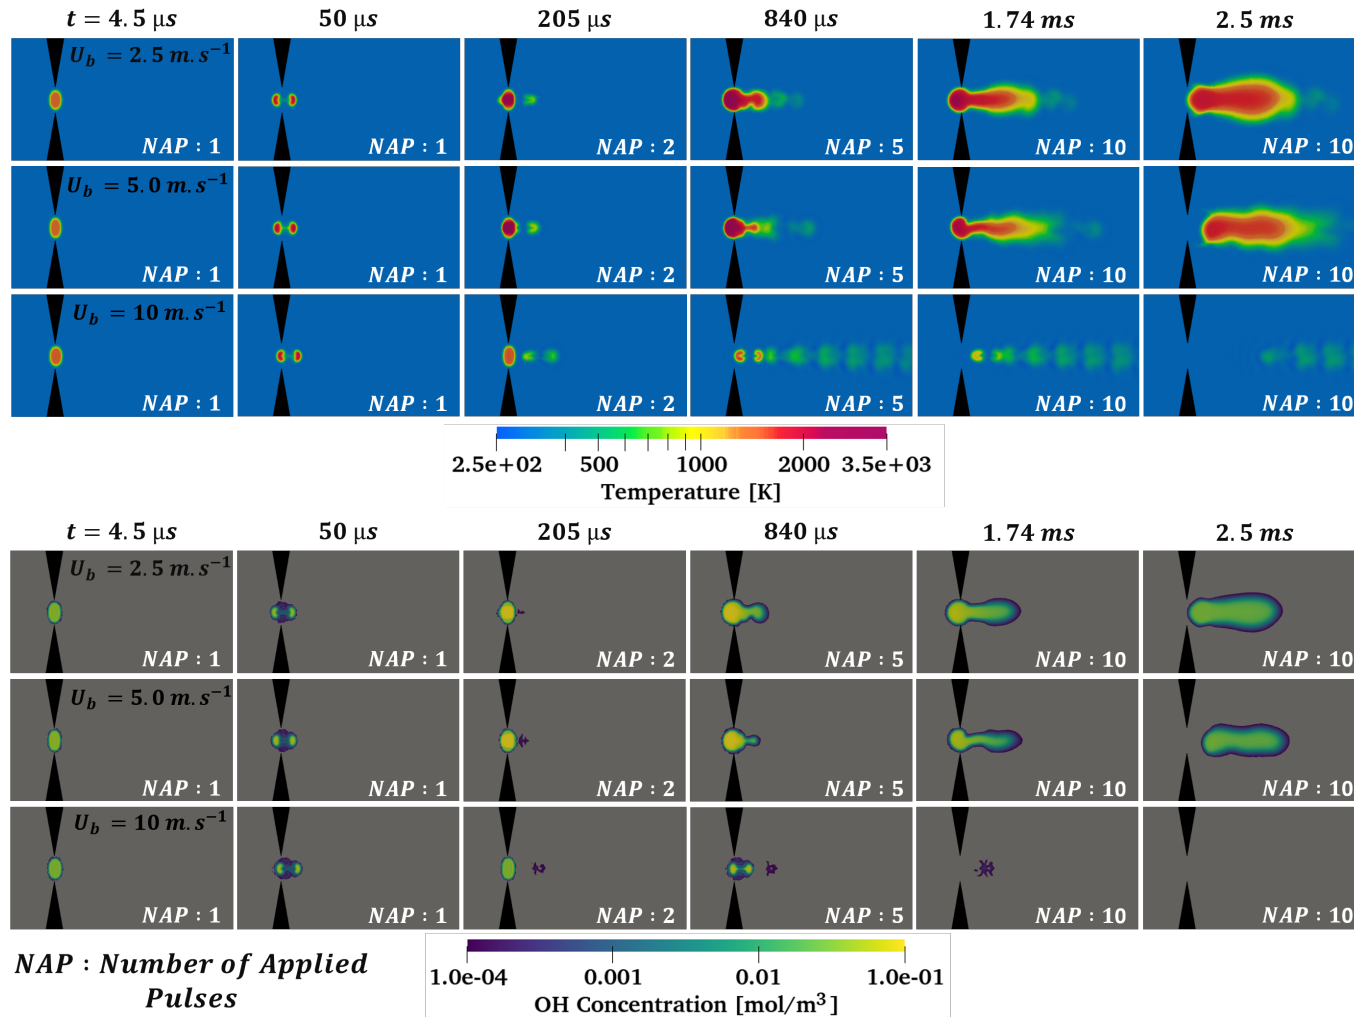 t = 4.5 μs 50 μs 205 μs 840 μs 1.74 ms 2.5 ms
U_b = 2.5 m.s⁻¹
NAP : 1 NAP : 1 NAP : 2 NAP : 5 NAP : 10 NAP : 10
U_b = 5.0 m.s⁻¹
NAP : 1 NAP : 1 NAP : 2 NAP : 5 NAP : 10 NAP : 10
U_b = 10 m.s⁻¹
NAP : 1 NAP : 1 NAP : 2 NAP : 5 NAP : 10 NAP : 10
2.5e+02 500 1000 2000 3.5e+03
Temperature [K]
t = 4.5 μs 50 μs 205 μs 840 μs 1.74 ms 2.5 ms
U_b = 2.5 m.s⁻¹
NAP : 1 NAP : 1 NAP : 2 NAP : 5 NAP : 10 NAP : 10
U_b = 5.0 m.s⁻¹
NAP : 1 NAP : 1 NAP : 2 NAP : 5 NAP : 10 NAP : 10
U_b = 10 m.s⁻¹
NAP : 1 NAP : 1 NAP : 2 NAP : 5 NAP : 10 NAP : 10
1.0e-04 0.001 0.01 1.0e-01
OH Concentration [mol/m³]
NAP : Number of Applied
Pulses